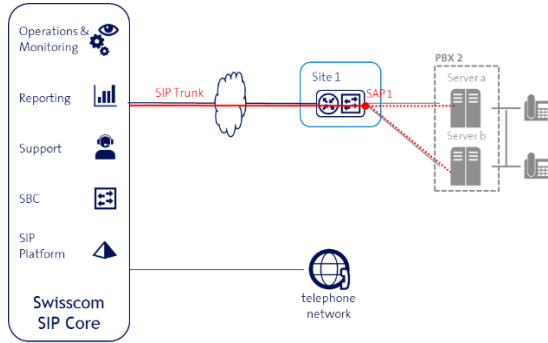 Operations &
Monitoring
Reporting
Support
SBC
SIP
Platform
Swisscom
SIP Core
SIP Trunk
Site 1
SAP 1
PBX 2
Server a
Server b
telephone
network